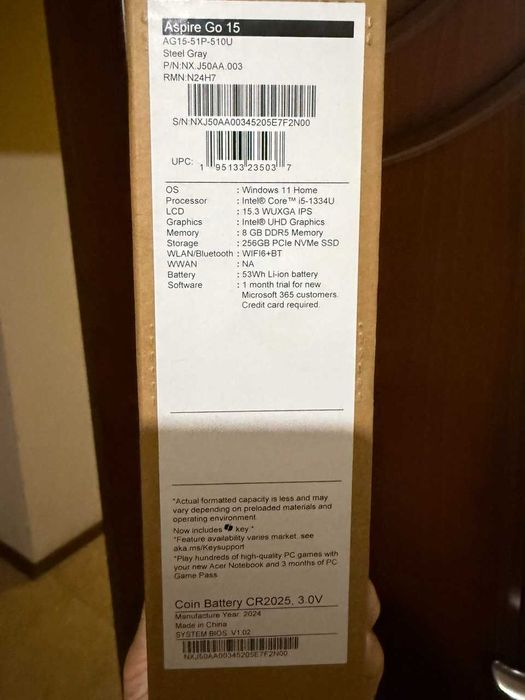 Aspire Go 15
AG15-51P-510U
Steel Gray
P/N:NX.J50AA.003
RMN:N24H7
S/N:NXJ50AA00345205E7F2N00
UPC: 1 95133 23503 7
OS : Windows 11 Home
Processor : Intel® Core™ i5-1334U
LCD : 15.3 WUXGA IPS
Graphics : Intel® UHD Graphics
Memory : 8 GB DDR5 Memory
Storage : 256GB PCIe NVMe SSD
WLAN/Bluetooth : WIFI6+BT
WWAN : NA
Battery : 53Wh Li-ion battery
Software : 1 month trial for new
Microsoft 365 customers.
Credit card required.
*Actual formatted capacity is less and may
vary depending on preloaded materials and
operating environment
Now includes key *
*Feature availability varies market, see
aka.ms/Keysupport
*Play hundreds of high-quality PC games with
your new Acer Notebook and 3 months of PC
Game Pass
Coin Battery CR2025, 3.0V
Manufacture Year: 2024
Made in China
SYSTEM BIOS: V1.02
NXJ50AA00345205E7F2N00